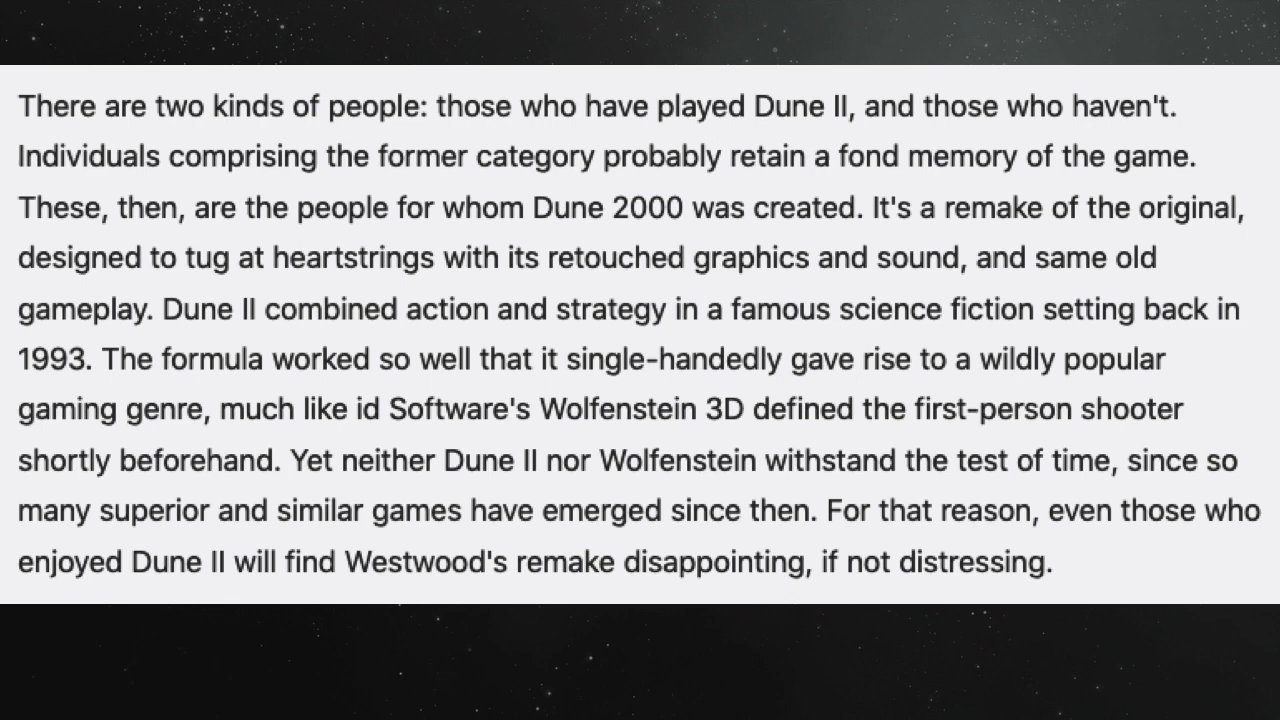 There are two kinds of people: those who have played Dune II, and those who haven't.
Individuals comprising the former category probably retain a fond memory of the game.
These, then, are the people for whom Dune 2000 was created. It's a remake of the original,
designed to tug at heartstrings with its retouched graphics and sound, and same old
gameplay. Dune II combined action and strategy in a famous science fiction setting back in
1993. The formula worked so well that it single-handedly gave rise to a wildly popular
gaming genre, much like id Software's Wolfenstein 3D defined the first-person shooter
shortly beforehand. Yet neither Dune II nor Wolfenstein withstand the test of time, since so
many superior and similar games have emerged since then. For that reason, even those who
enjoyed Dune II will find Westwood's remake disappointing, if not distressing.